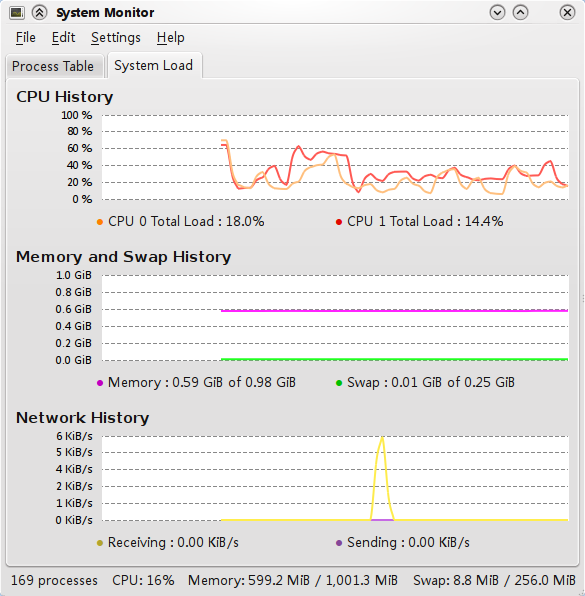 System Monitor
File Edit Settings Help
Process Table System Load
CPU History
100 %
80 %
60 %
40 %
20 %
0 %
CPU 0 Total Load : 18.0% CPU 1 Total Load : 14.4%
Memory and Swap History
1.0 GiB
0.8 GiB
0.6 GiB
0.4 GiB
0.2 GiB
0.0 GiB
Memory : 0.59 GiB of 0.98 GiB Swap : 0.01 GiB of 0.25 GiB
Network History
6 KiB/s
5 KiB/s
4 KiB/s
2 KiB/s
1 KiB/s
0 KiB/s
Receiving : 0.00 KiB/s Sending : 0.00 KiB/s
169 processes CPU: 16% Memory: 599.2 MiB / 1,001.3 MiB Swap: 8.8 MiB / 256.0 MiB